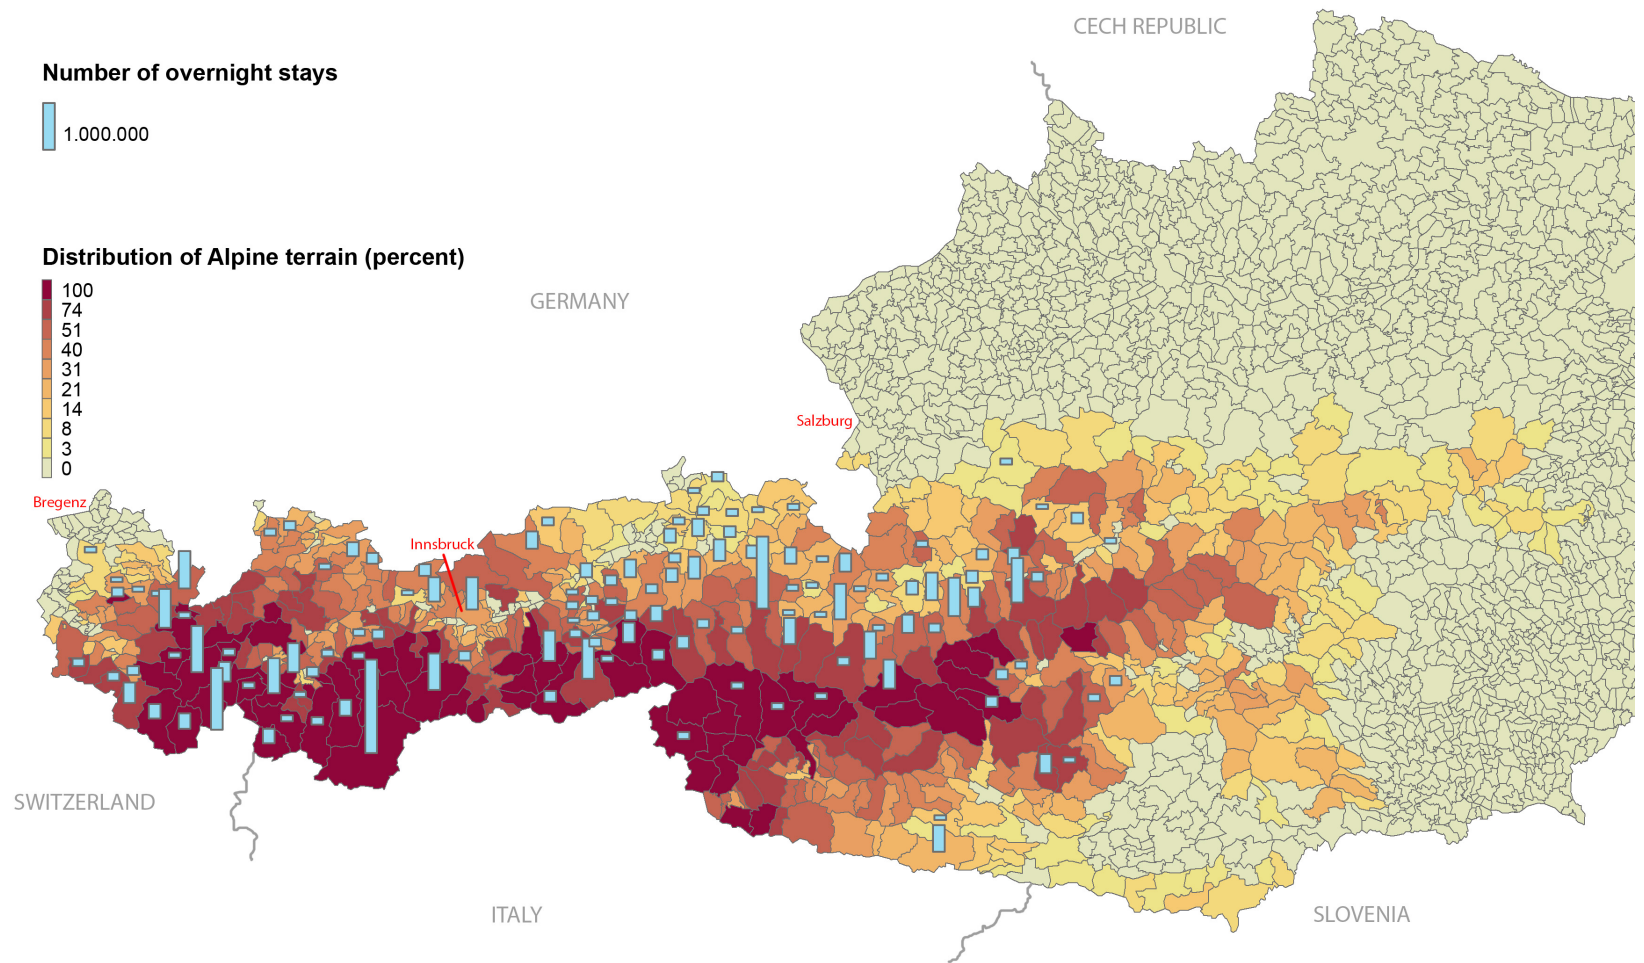 CECH REPUBLIC
Number of overnight stays
1.000.000
Distribution of Alpine terrain (percent)
100
74
51
40
31
21
14
8
3
0
GERMANY
Salzburg
Bregenz
Innsbruck
SWITZERLAND
ITALY
SLOVENIA